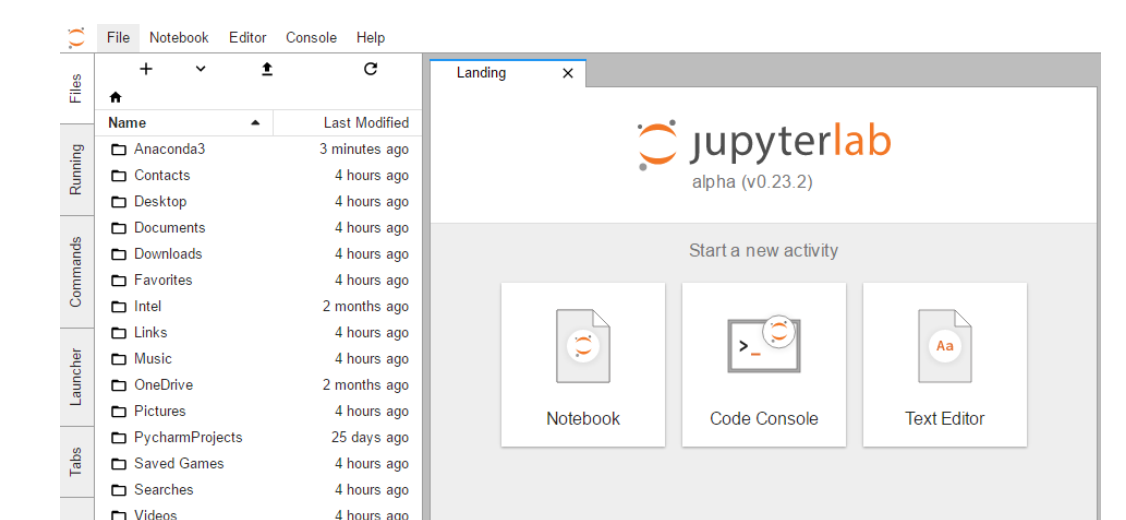 File Notebook Editor Console Help
Files
Running
Commands
Launcher
Tabs
Name Last Modified
Anaconda3 3 minutes ago
Contacts 4 hours ago
Desktop 4 hours ago
Documents 4 hours ago
Downloads 4 hours ago
Favorites 4 hours ago
Intel 2 months ago
Links 4 hours ago
Music 4 hours ago
OneDrive 2 months ago
Pictures 4 hours ago
PycharmProjects 25 days ago
Saved Games 4 hours ago
Searches 4 hours ago
Videos 4 hours ago
Landing
jupyterlab
alpha (v0.23.2)
Start a new activity
>_
Aa
Notebook Code Console Text Editor